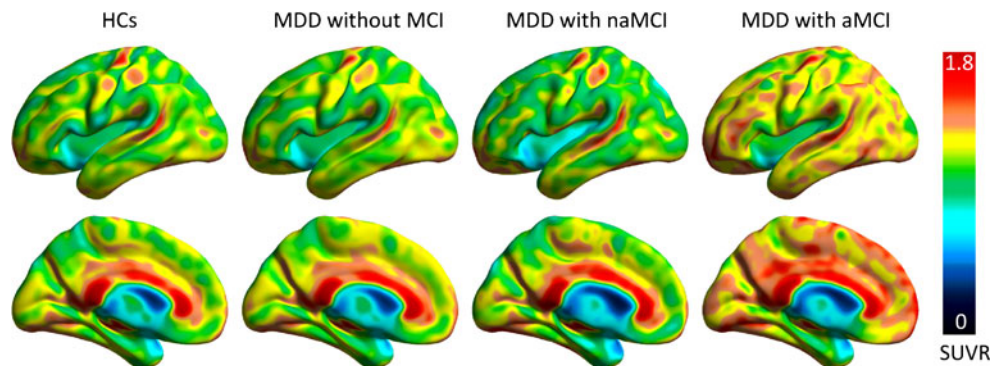 HCs
MDD without MCI
MDD with naMCI
MDD with aMCI
1.8
0
SUVR